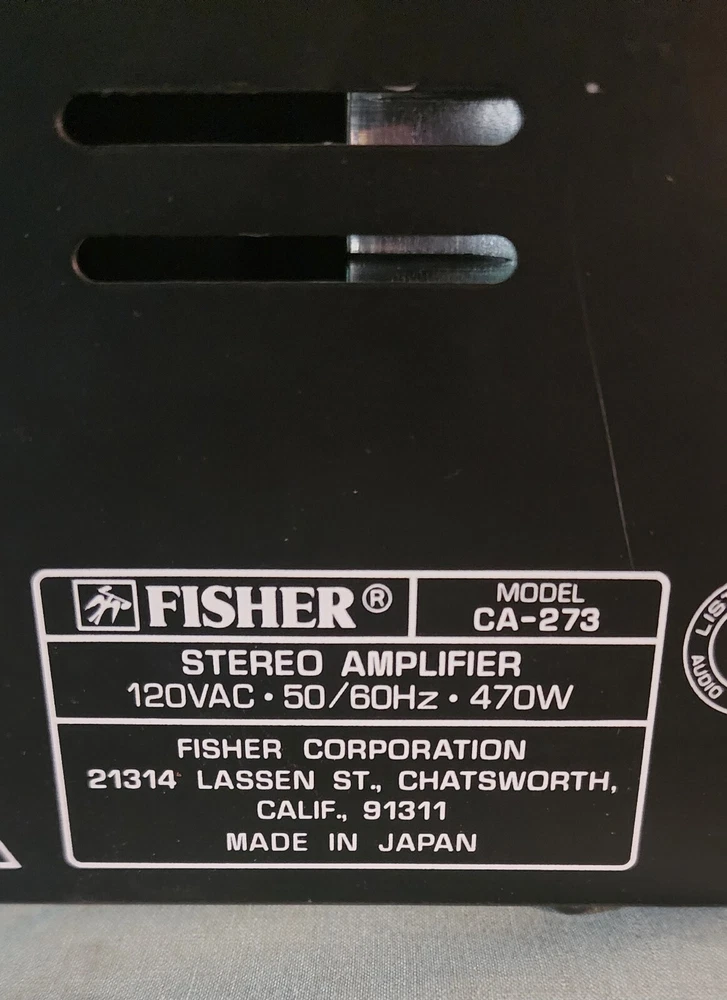 FISHER®
MODEL
CA-273
STEREO AMPLIFIER
120VAC • 50/60Hz • 470W
FISHER CORPORATION
21314 LASSEN ST., CHATSWORTH,
CALIF., 91311
MADE IN JAPAN
AUDIO